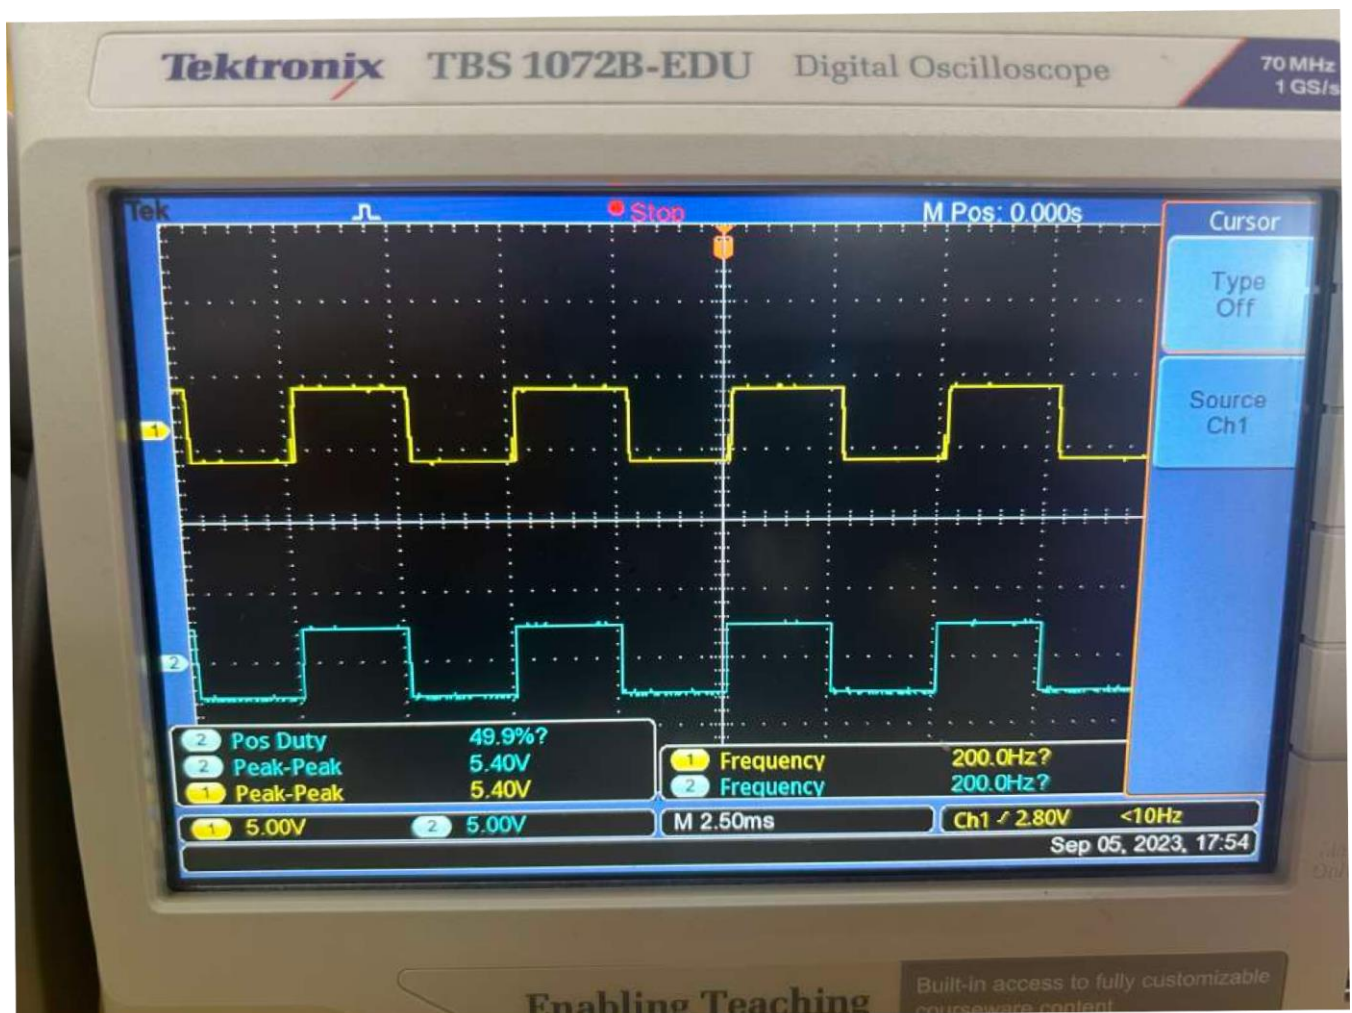 Tektronix TBS 1072B-EDU Digital Oscilloscope
70 MHz
1 GS/s
Tek Stop M Pos: 0.000s
Cursor
Type
Off
Source
Ch1
1
2
2 Pos Duty 49.9%?
2 Peak-Peak 5.40V
1 Peak-Peak 5.40V
1 Frequency 200.0Hz?
2 Frequency 200.0Hz?
1 5.00V 2 5.00V M 2.50ms Ch1 2.80V <10Hz
Sep 05, 2023, 17:54
Enabling Teaching
Built-in access to fully customizable
courseware content